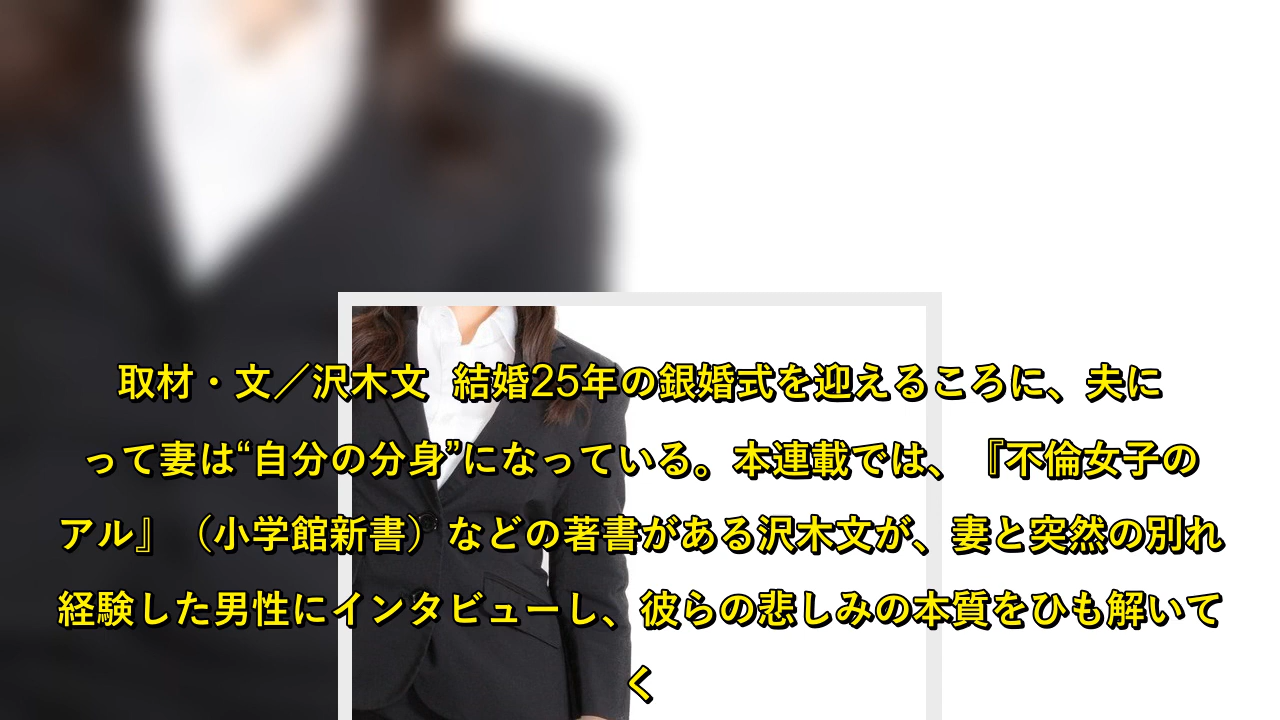 取材・文／沢木文 結婚25年の銀婚式を迎えるころに、夫に
って妻は“自分の分身”になっている。本連載では、『不倫女子の
アル』（小学館新書）などの著書がある沢木文が、妻と突然の別れ
経験した男性にインタビューし、彼らの悲しみの本質をひも解いて
く